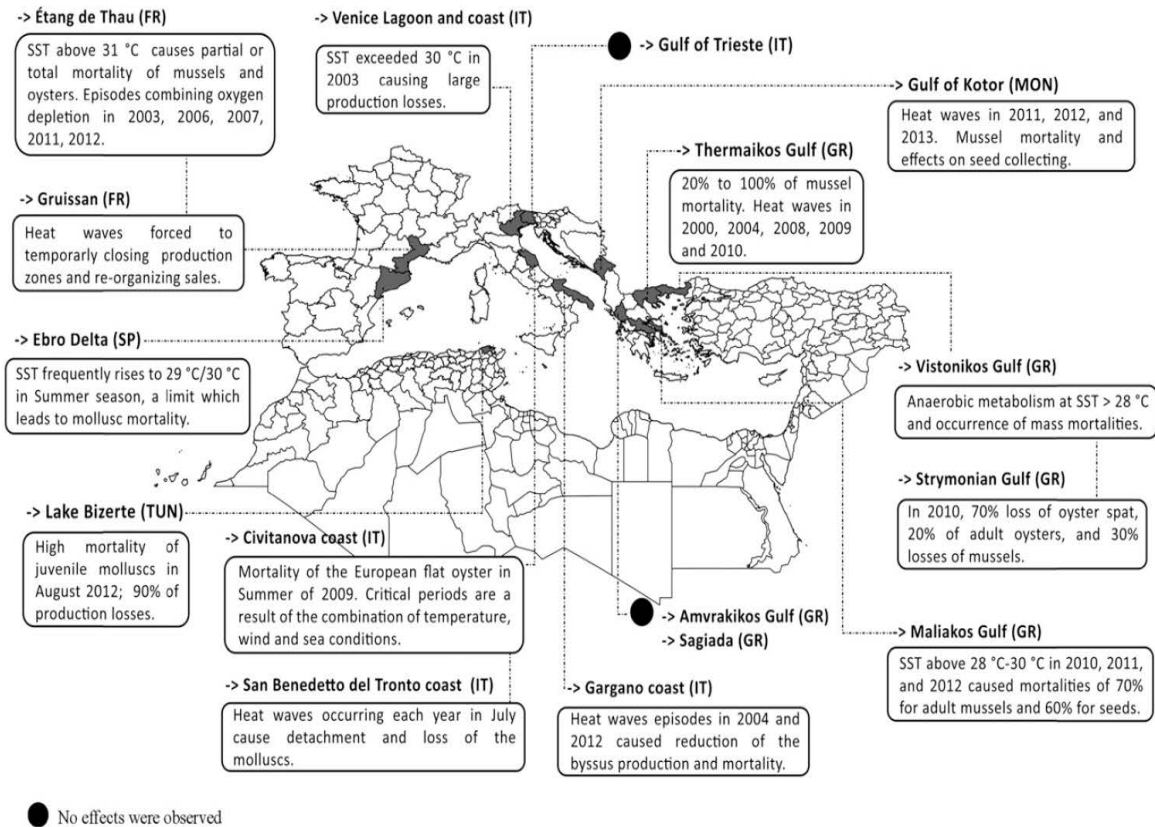 -> Étang de Thau (FR)
SST above 31 °C causes partial or
total mortality of mussels and
oysters. Episodes combining oxygen
depletion in 2003, 2006, 2007,
2011, 2012.
-> Venice Lagoon and coast (IT)
SST exceeded 30 °C in
2003 causing large
production losses.
-> Gulf of Trieste (IT)
-> Gulf of Kotor (MON)
Heat waves in 2011, 2012, and
2013. Mussel mortality and
effects on seed collecting.
-> Thermaikos Gulf (GR)
20% to 100% of mussel
mortality. Heat waves in
2000, 2004, 2008, 2009
and 2010.
-> Gruissan (FR)
Heat waves forced to
temporarly closing production
zones and re-organizing sales.
-> Ebro Delta (SP)
SST frequently rises to 29 °C/30 °C
in Summer season, a limit which
leads to mollusc mortality.
-> Vistonikos Gulf (GR)
Anaerobic metabolism at SST > 28 °C
and occurrence of mass mortalities.
-> Strymonian Gulf (GR)
In 2010, 70% loss of oyster spat,
20% of adult oysters, and 30%
losses of mussels.
-> Lake Bizerte (TUN)
High mortality of
juvenile molluscs in
August 2012; 90% of
production losses.
-> Civitanova coast (IT)
Mortality of the European flat oyster in
Summer of 2009. Critical periods are a
result of the combination of temperature,
wind and sea conditions.
-> Amvrakikos Gulf (GR)
-> Sagiada (GR)
-> Maliakos Gulf (GR)
SST above 28 °C-30 °C in 2010, 2011,
and 2012 caused mortalities of 70%
for adult mussels and 60% for seeds.
-> San Benedetto del Tronto coast (IT)
Heat waves occurring each year in July
cause detachment and loss of the
molluscs.
-> Gargano coast (IT)
Heat waves episodes in 2004 and
2012 caused reduction of the
byssus production and mortality.
No effects were observed